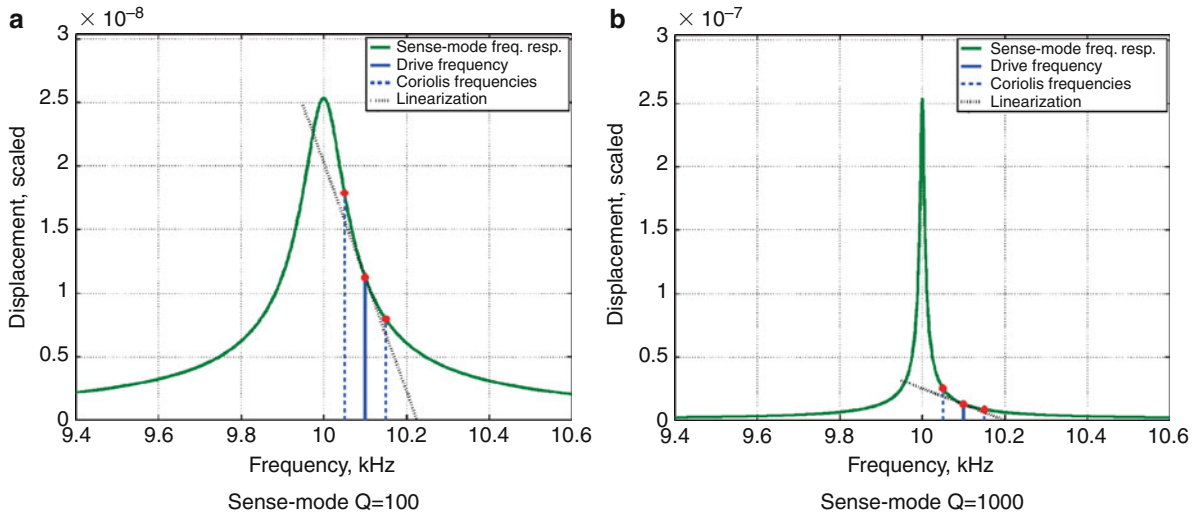 a
× 10⁻⁸
3
2.5
2
1.5
1
0.5
0
Displacement, scaled
Sense-mode freq. resp.
Drive frequency
Coriolis frequencies
Linearization
9.4 9.6 9.8 10 10.2 10.4 10.6
Frequency, kHz
Sense-mode Q=100
b
× 10⁻⁷
3
2.5
2
1.5
1
0.5
0
Displacement, scaled
Sense-mode freq. resp.
Drive frequency
Coriolis frequencies
Linearization
9.4 9.6 9.8 10 10.2 10.4 10.6
Frequency, kHz
Sense-mode Q=1000